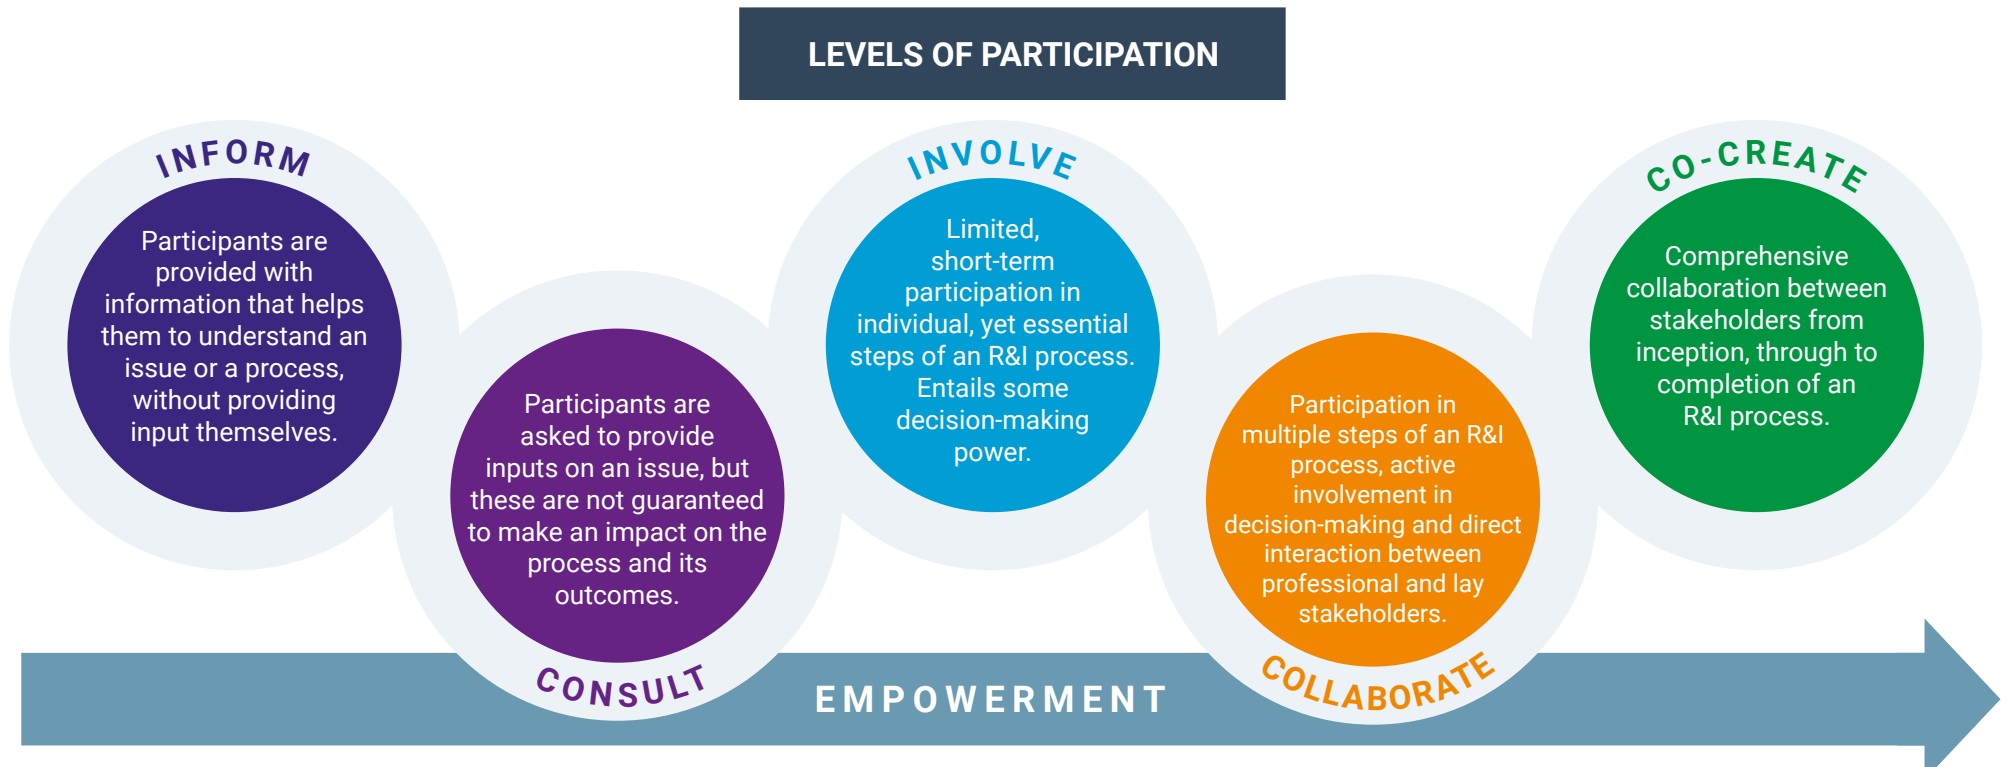 LEVELS OF PARTICIPATION
INFORM
Participants are
provided with
information that helps
them to understand an
issue or a process,
without providing
input themselves.
CONSULT
Participants are
asked to provide
inputs on an issue, but
these are not guaranteed
to make an impact on the
process and its
outcomes.
INVOLVE
Limited,
short-term
participation in
individual, yet essential
steps of an R&I process.
Entails some
decision-making
power.
COLLABORATE
Participation in
multiple steps of an R&I
process, active
involvement in
decision-making and direct
interaction between
professional and lay
stakeholders.
CO-CREATE
Comprehensive
collaboration between
stakeholders from
inception, through to
completion of an
R&I process.
EMPOWERMENT